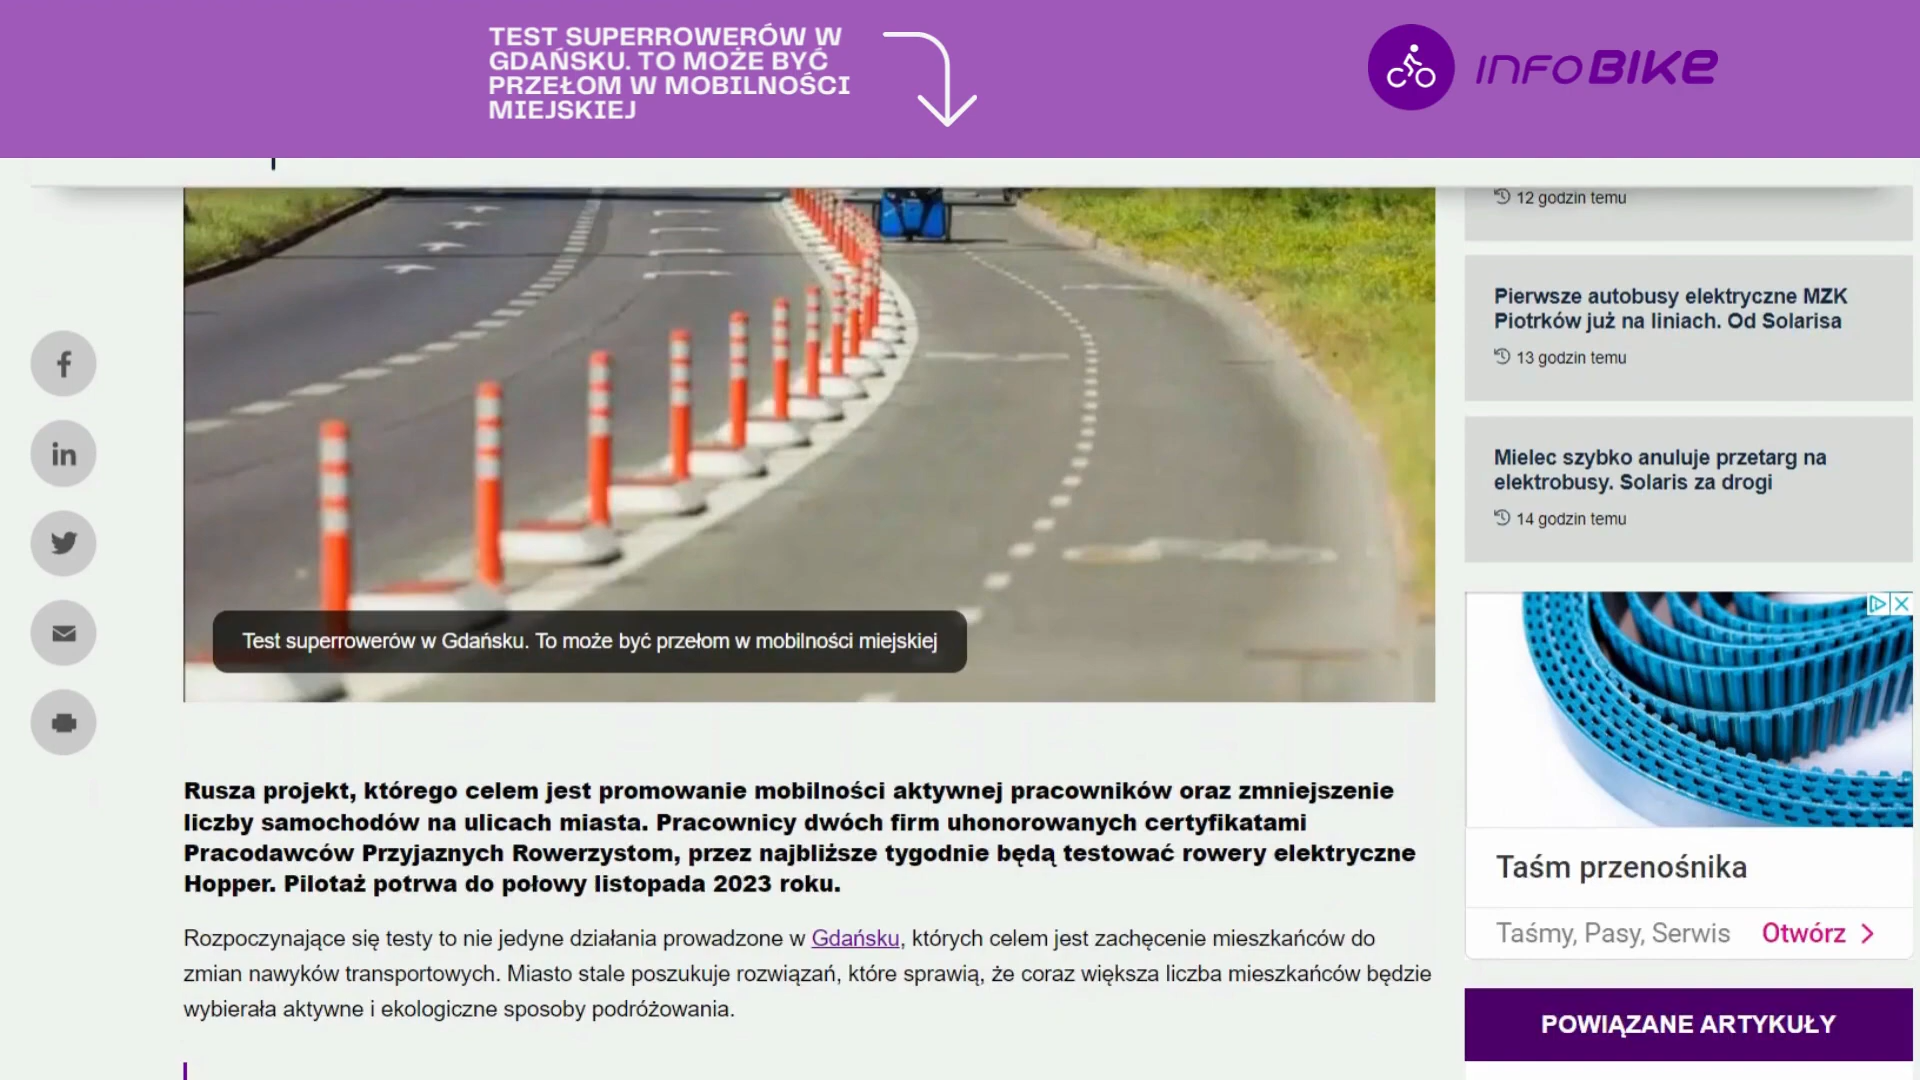 TEST SUPERROWERÓW W
GDAŃSKU. TO MOŻE BYĆ
PRZEŁOM W MOBILNOŚCI
MIEJSKIEJ
INFO BIKE
12 godzin temu
Pierwsze autobusy elektryczne MZK
Piotrków już na liniach. Od Solarisa
13 godzin temu
Mielec szybko anuluje przetarg na
elektrobusy. Solaris za drogi
14 godzin temu
Test superrowerów w Gdańsku. To może być przełom w mobilności miejskiej
Rusza projekt, którego celem jest promowanie mobilności aktywnej pracowników oraz zmniejszenie
liczby samochodów na ulicach miasta. Pracownicy dwóch firm uhonorowanych certyfikatami
Pracodawców Przyjaznych Rowerzystom, przez najbliższe tygodnie będą testować rowery elektryczne
Hopper. Pilotaż potrwa do połowy listopada 2023 roku.
Rozpoczynające się testy to nie jedyne działania prowadzone w Gdańsku, których celem jest zachęcenie mieszkańców do
zmian nawyków transportowych. Miasto stale poszukuje rozwiązań, które sprawią, że coraz większa liczba mieszkańców będzie
wybierała aktywne i ekologiczne sposoby podróżowania.
Taśm przenośnika
Taśmy, Pasy, Serwis
Otwórz
POWIĄZANE ARTYKUŁY